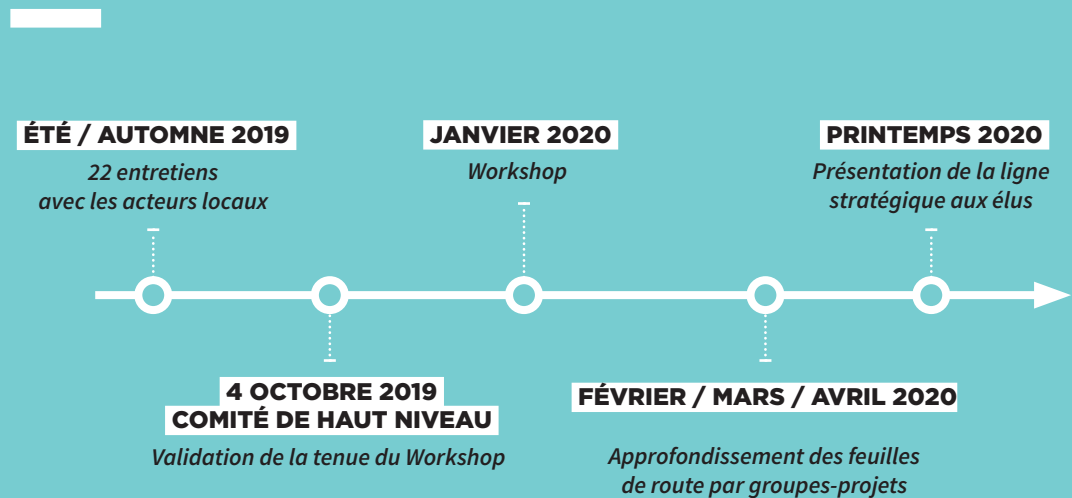 ÉTÉ / AUTOMNE 2019
22 entretiens
avec les acteurs locaux
4 OCTOBRE 2019
COMITÉ DE HAUT NIVEAU
Validation de la tenue du Workshop
JANVIER 2020
Workshop
FÉVRIER / MARS / AVRIL 2020
Approfondissement des feuilles
de route par groupes-projets
PRINTEMPS 2020
Présentation de la ligne
stratégique aux élus